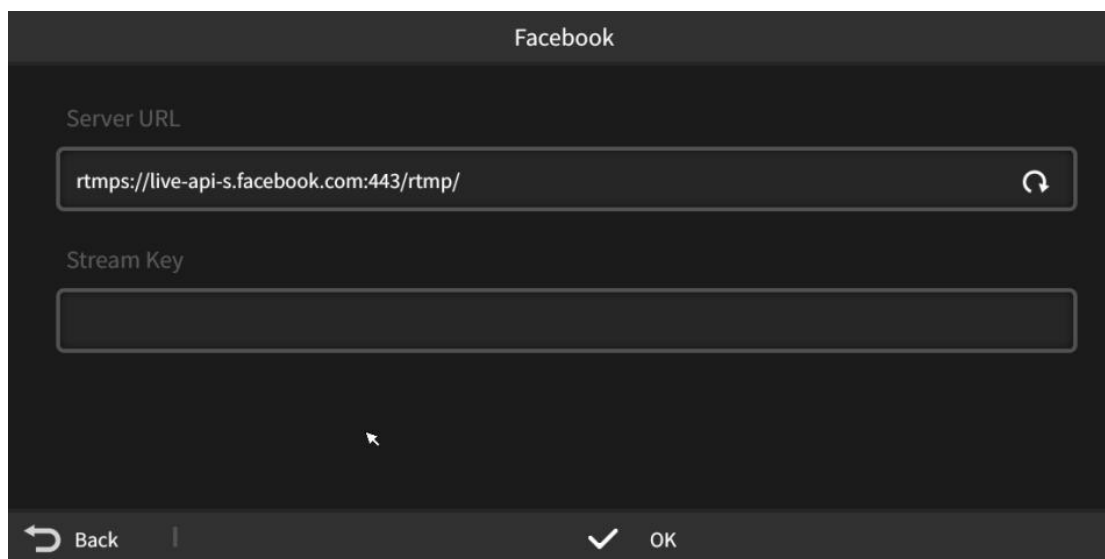 Facebook
Server URL
rtmps://live-api-s.facebook.com:443/rtmp/
Stream Key
Back
OK